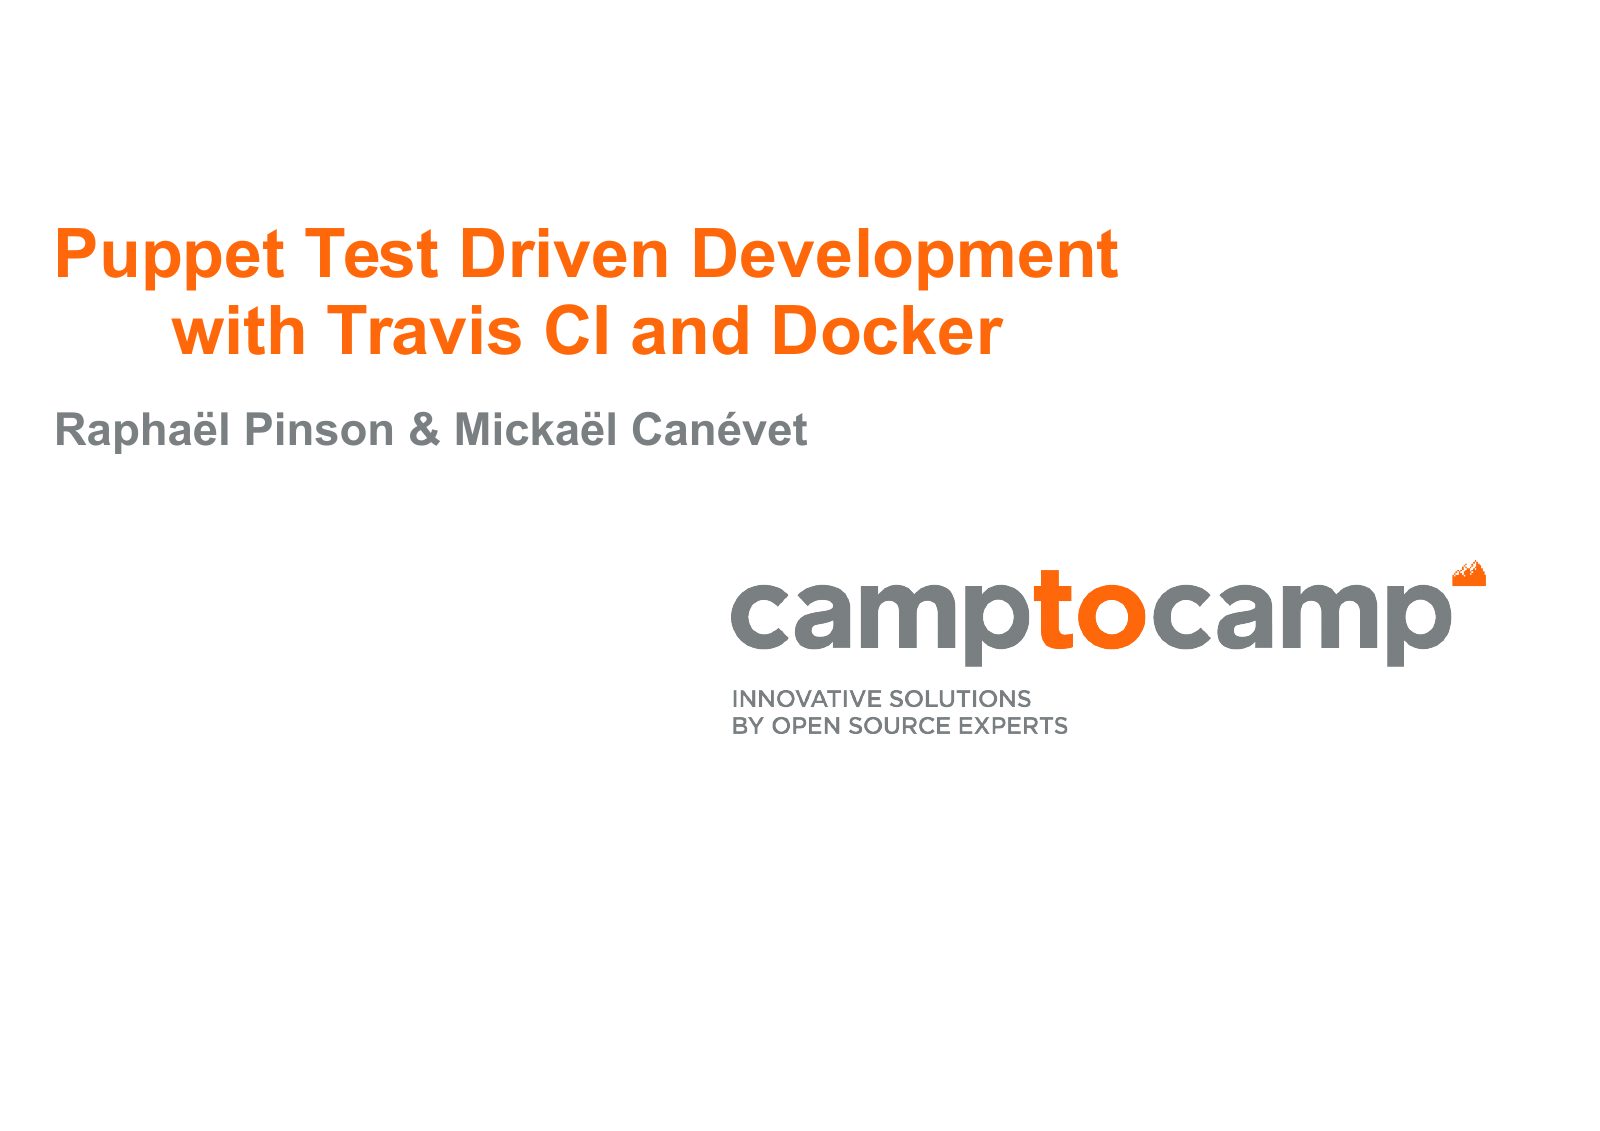 Puppet Test Driven Development
with Travis CI and Docker
Raphaël Pinson & Mickaël Canévet
camptocamp
INNOVATIVE SOLUTIONS
BY OPEN SOURCE EXPERTS